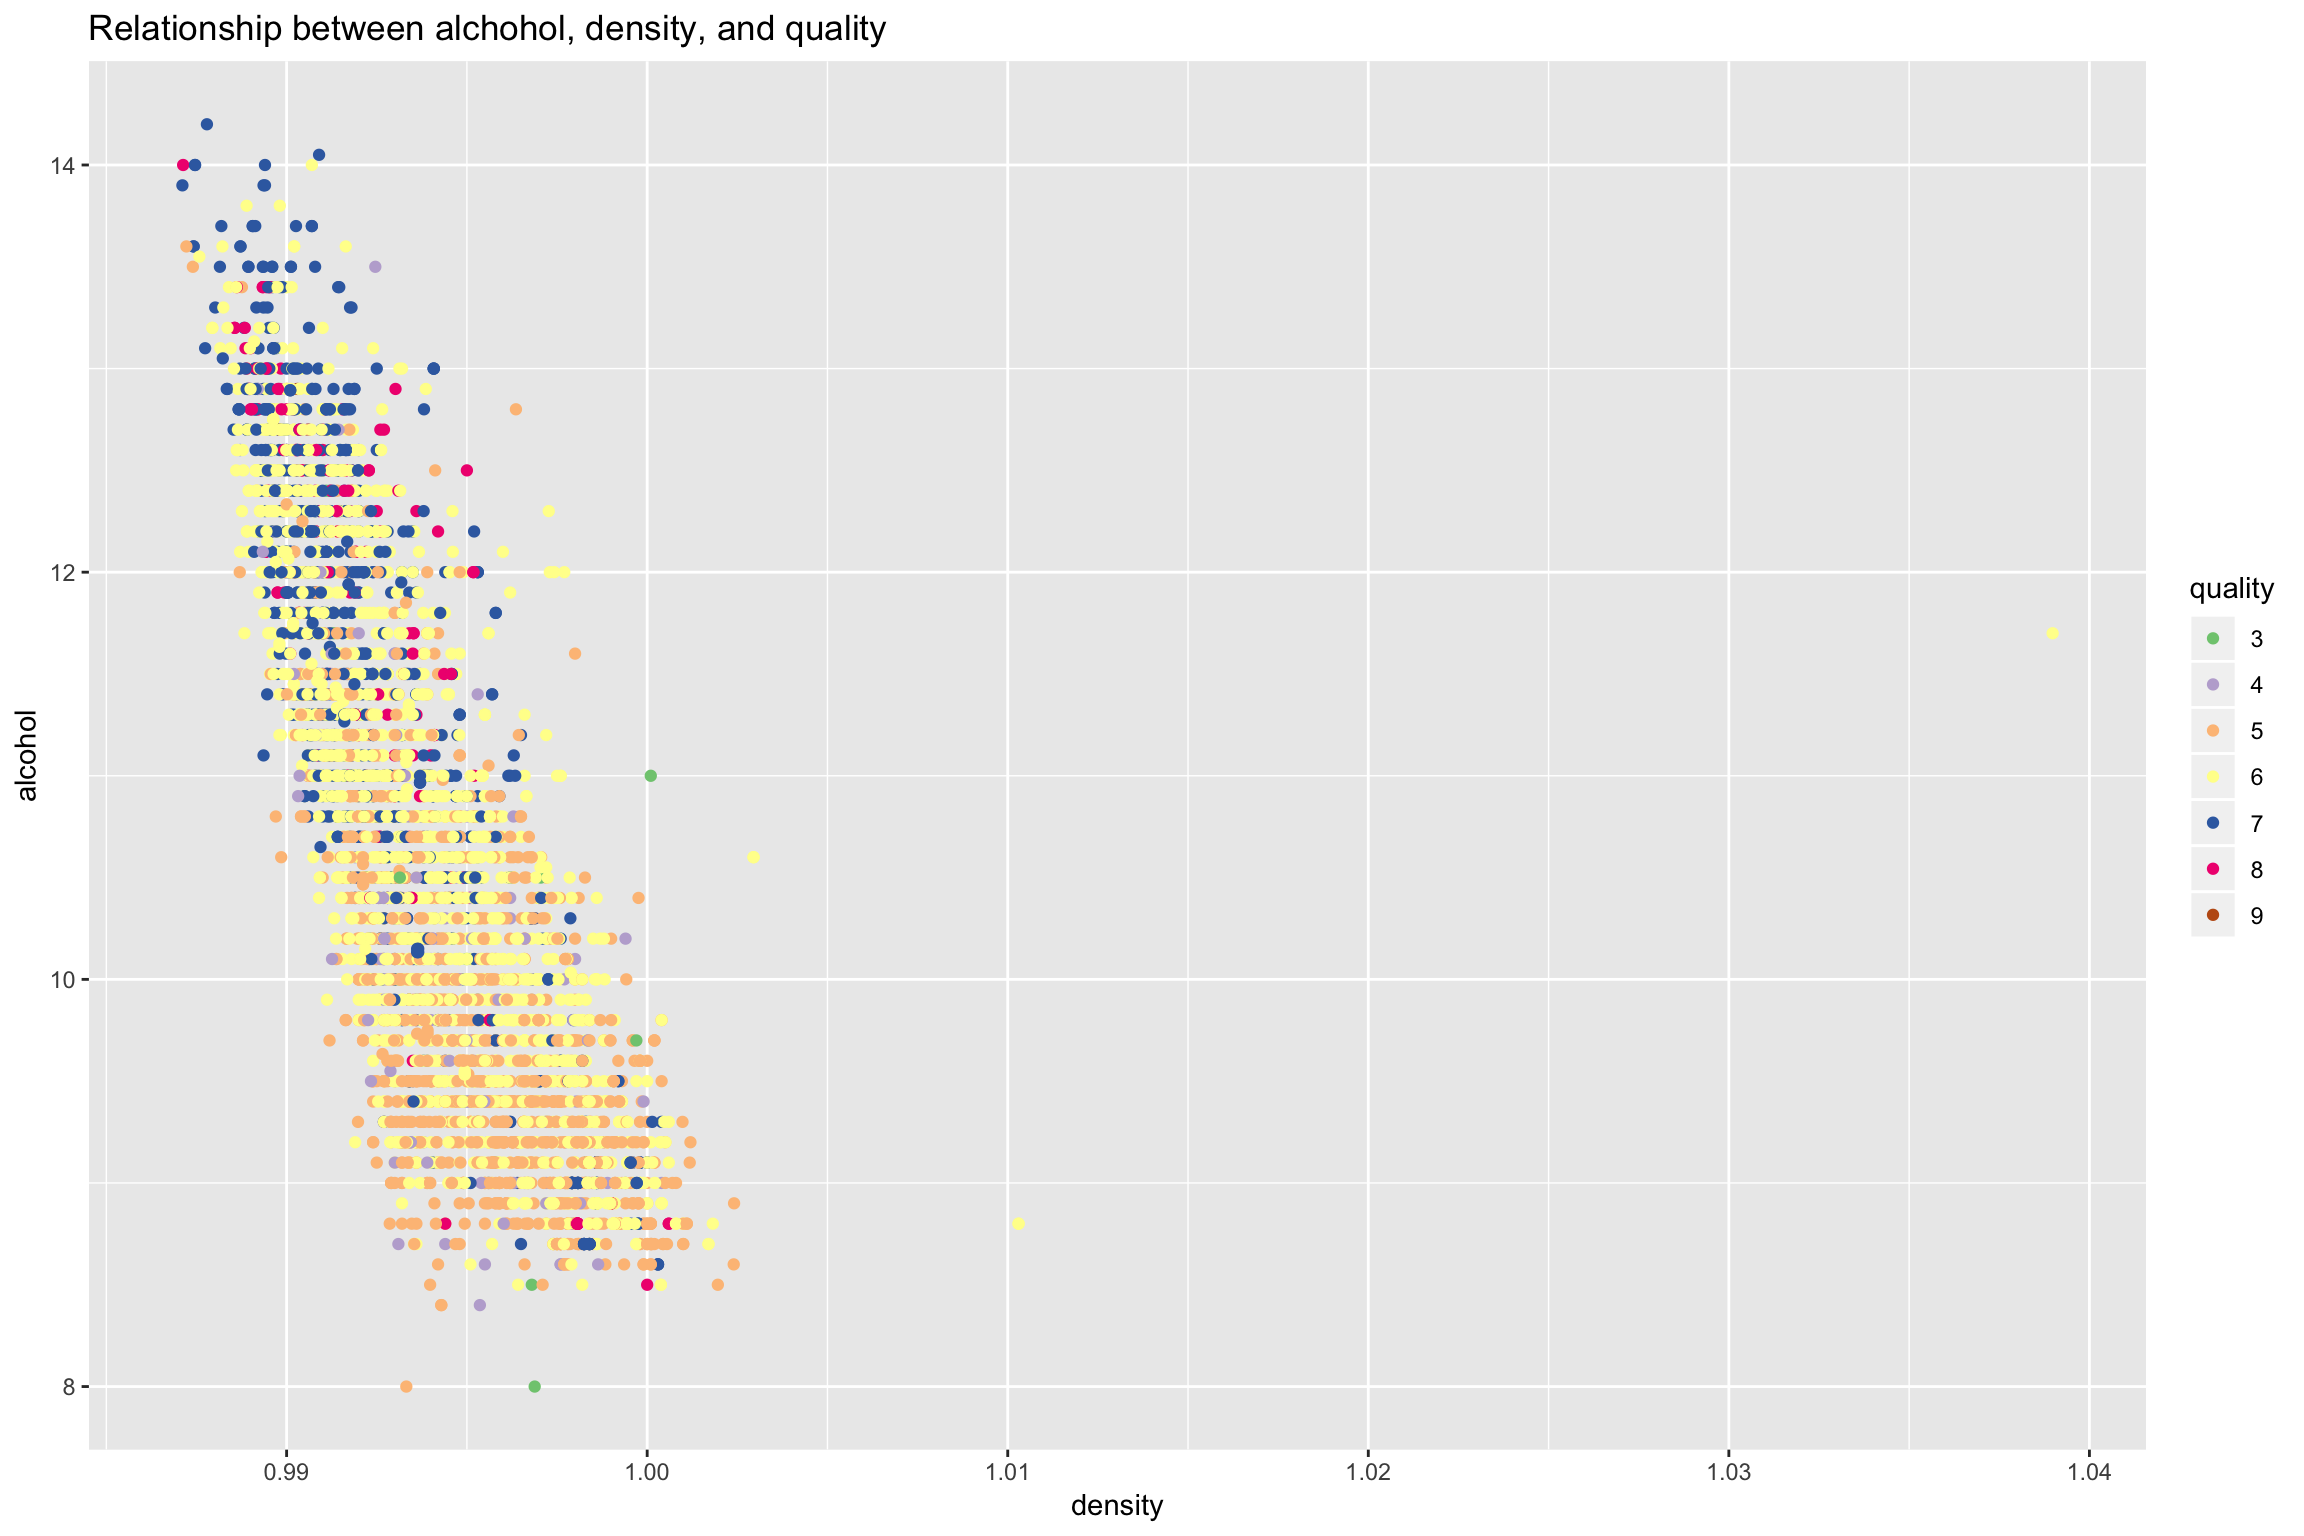 Relationship between alchohol, density, and quality
14
12
10
8
alcohol
0.99 1.00 1.01 1.02 1.03 1.04
density
quality
3
4
5
6
7
8
9